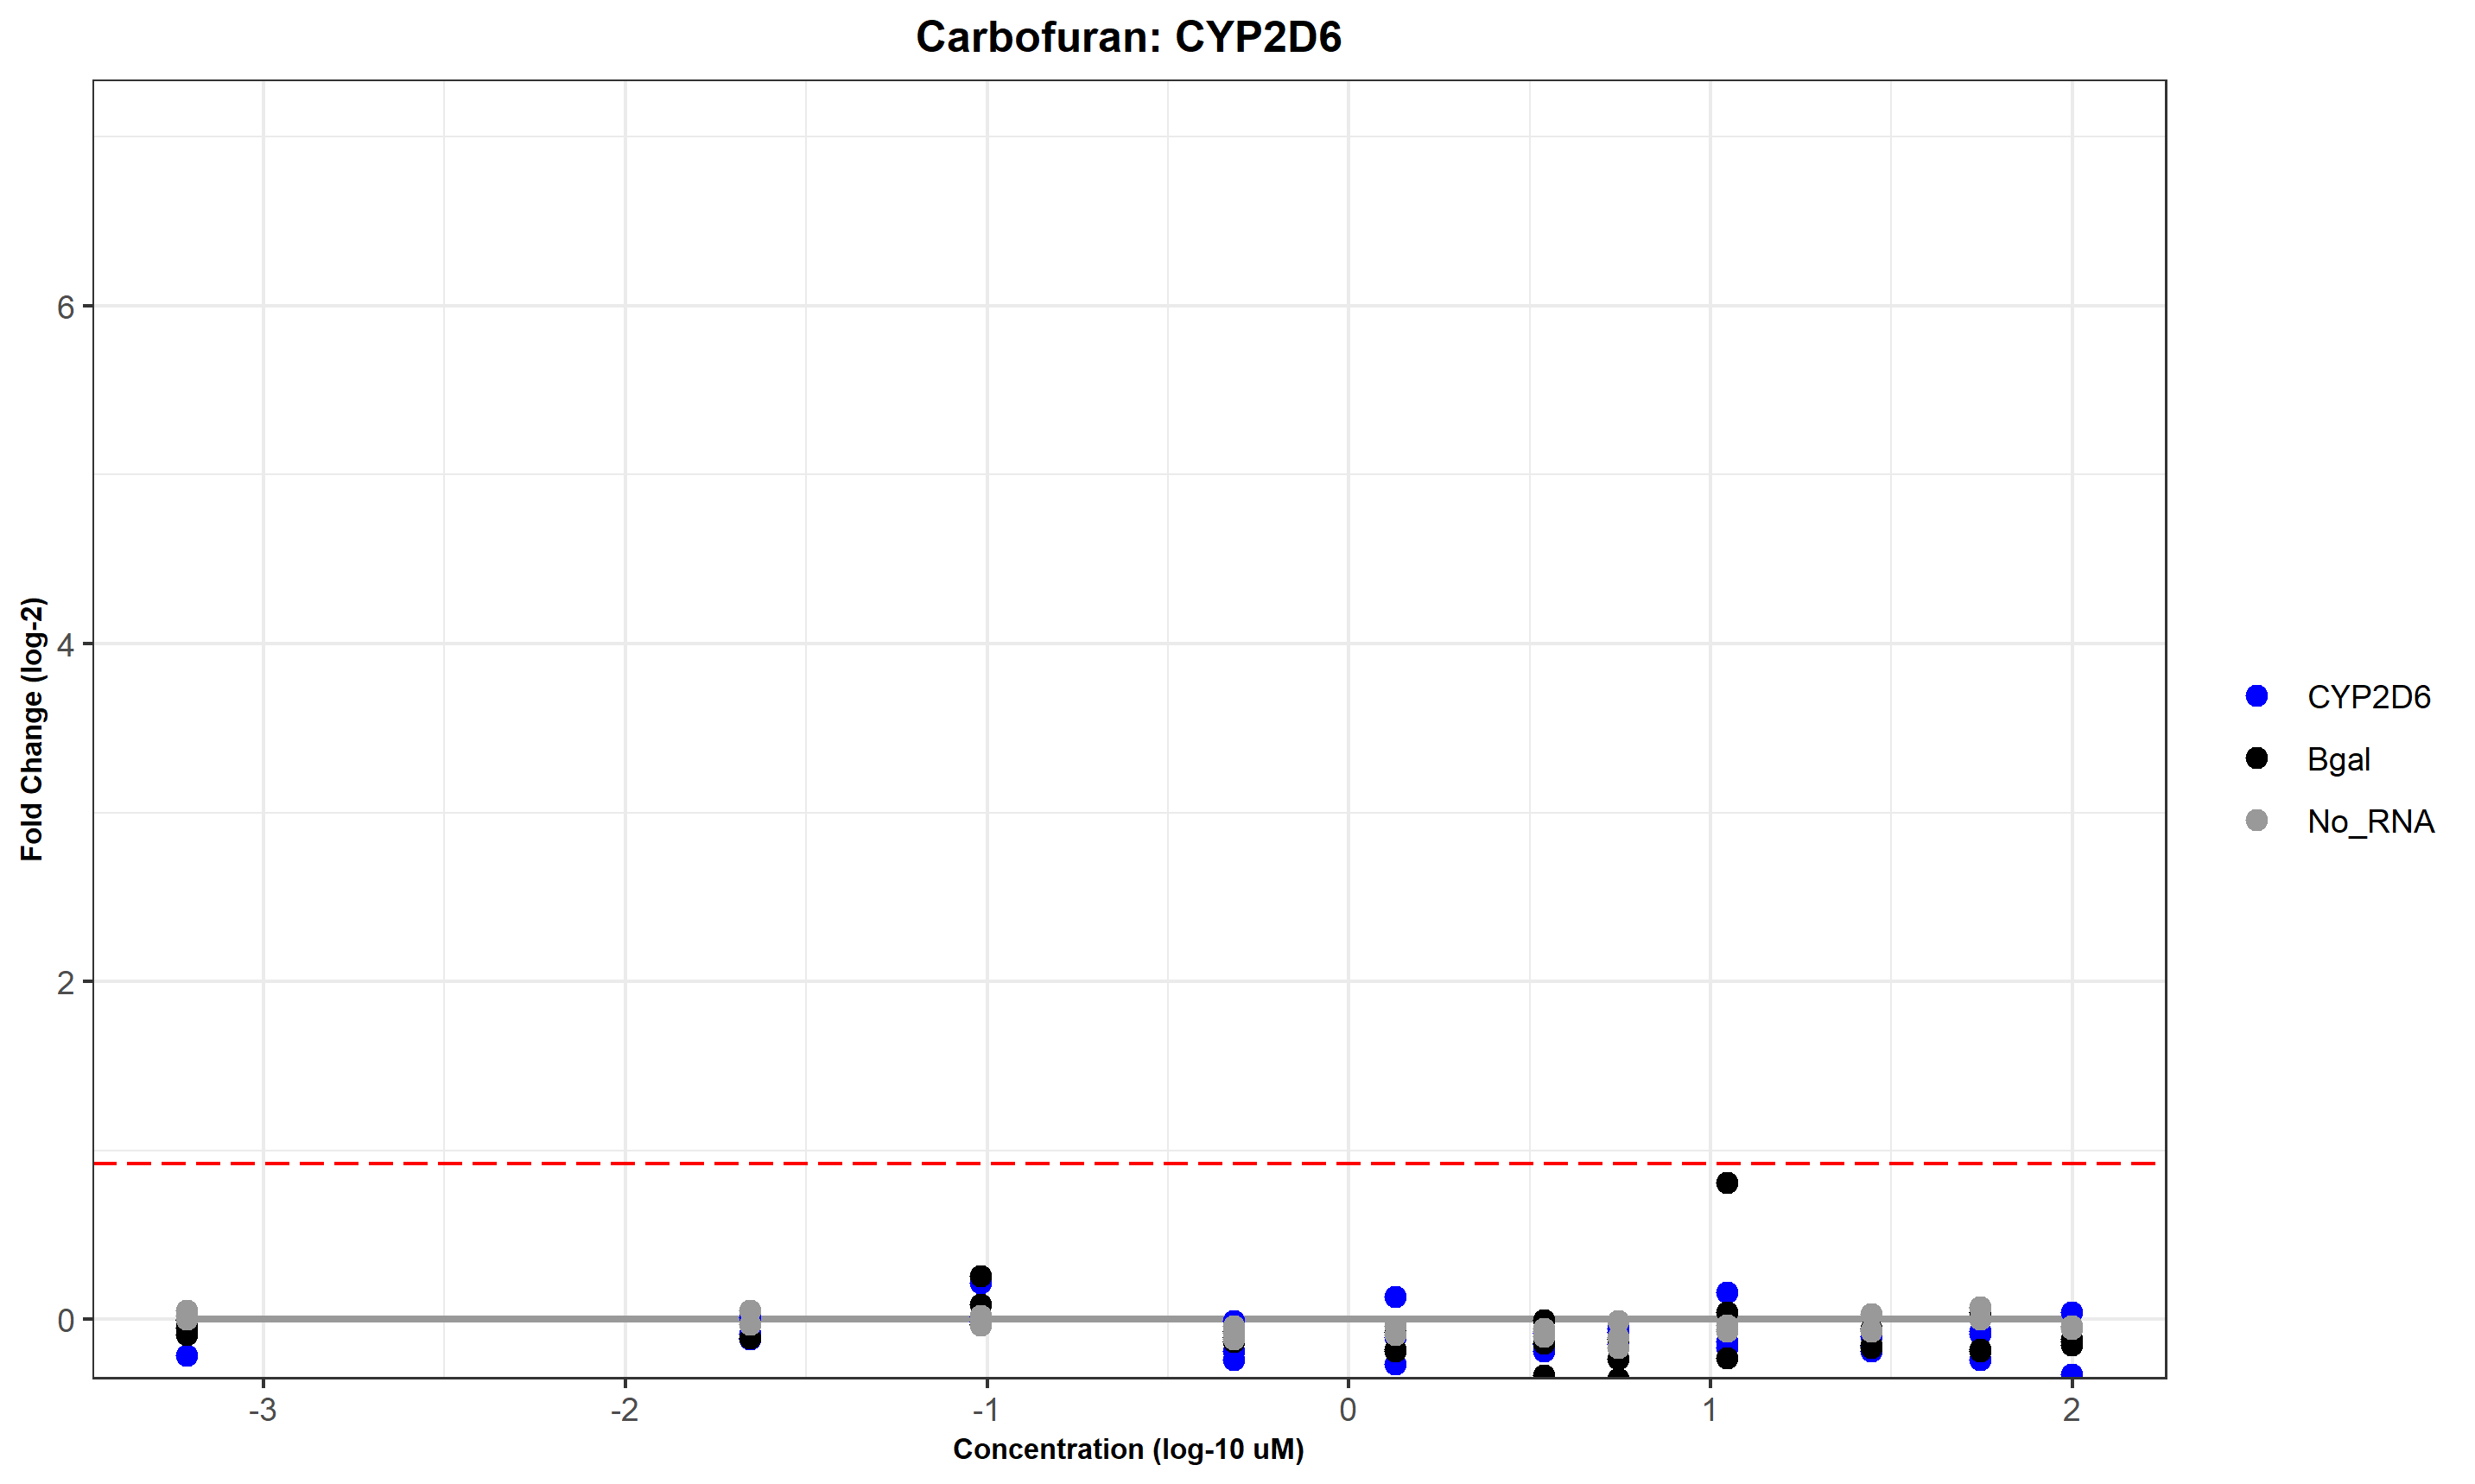 Carbofuran: CYP2D6
Fold Change (log-2)
6
4
2
0
-3
-2
-1
0
1
2
Concentration (log-10 uM)
CYP2D6
Bgal
No_RNA